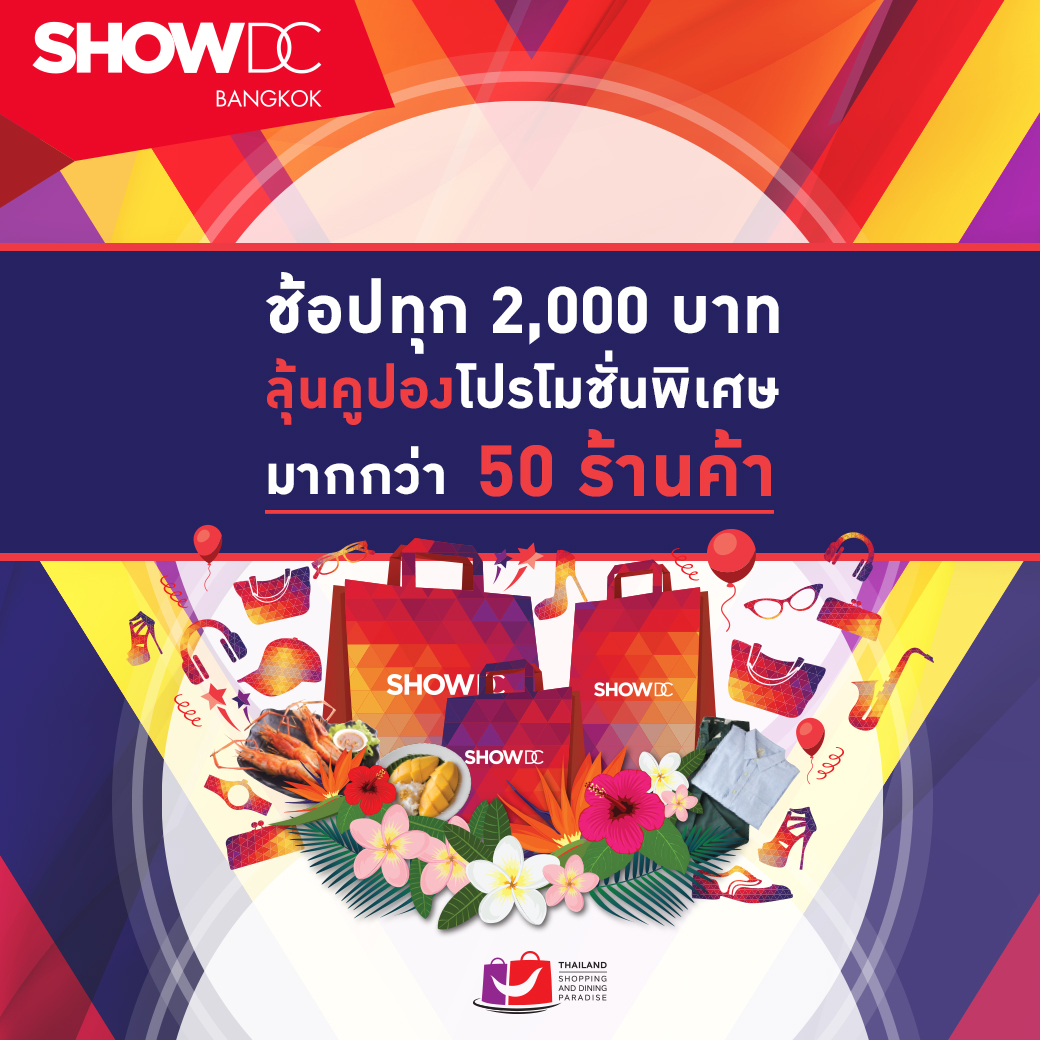 SHOWDC
BANGKOK
ช้อปทุก 2,000 บาท
ลุ้นคูปองโปรโมชั่นพิเศษ
มากกว่า 50 ร้านค้า
SHOWDC
SHOWDC
SHOWDC
THAILAND
SHOPPING
AND DINING
PARADISE